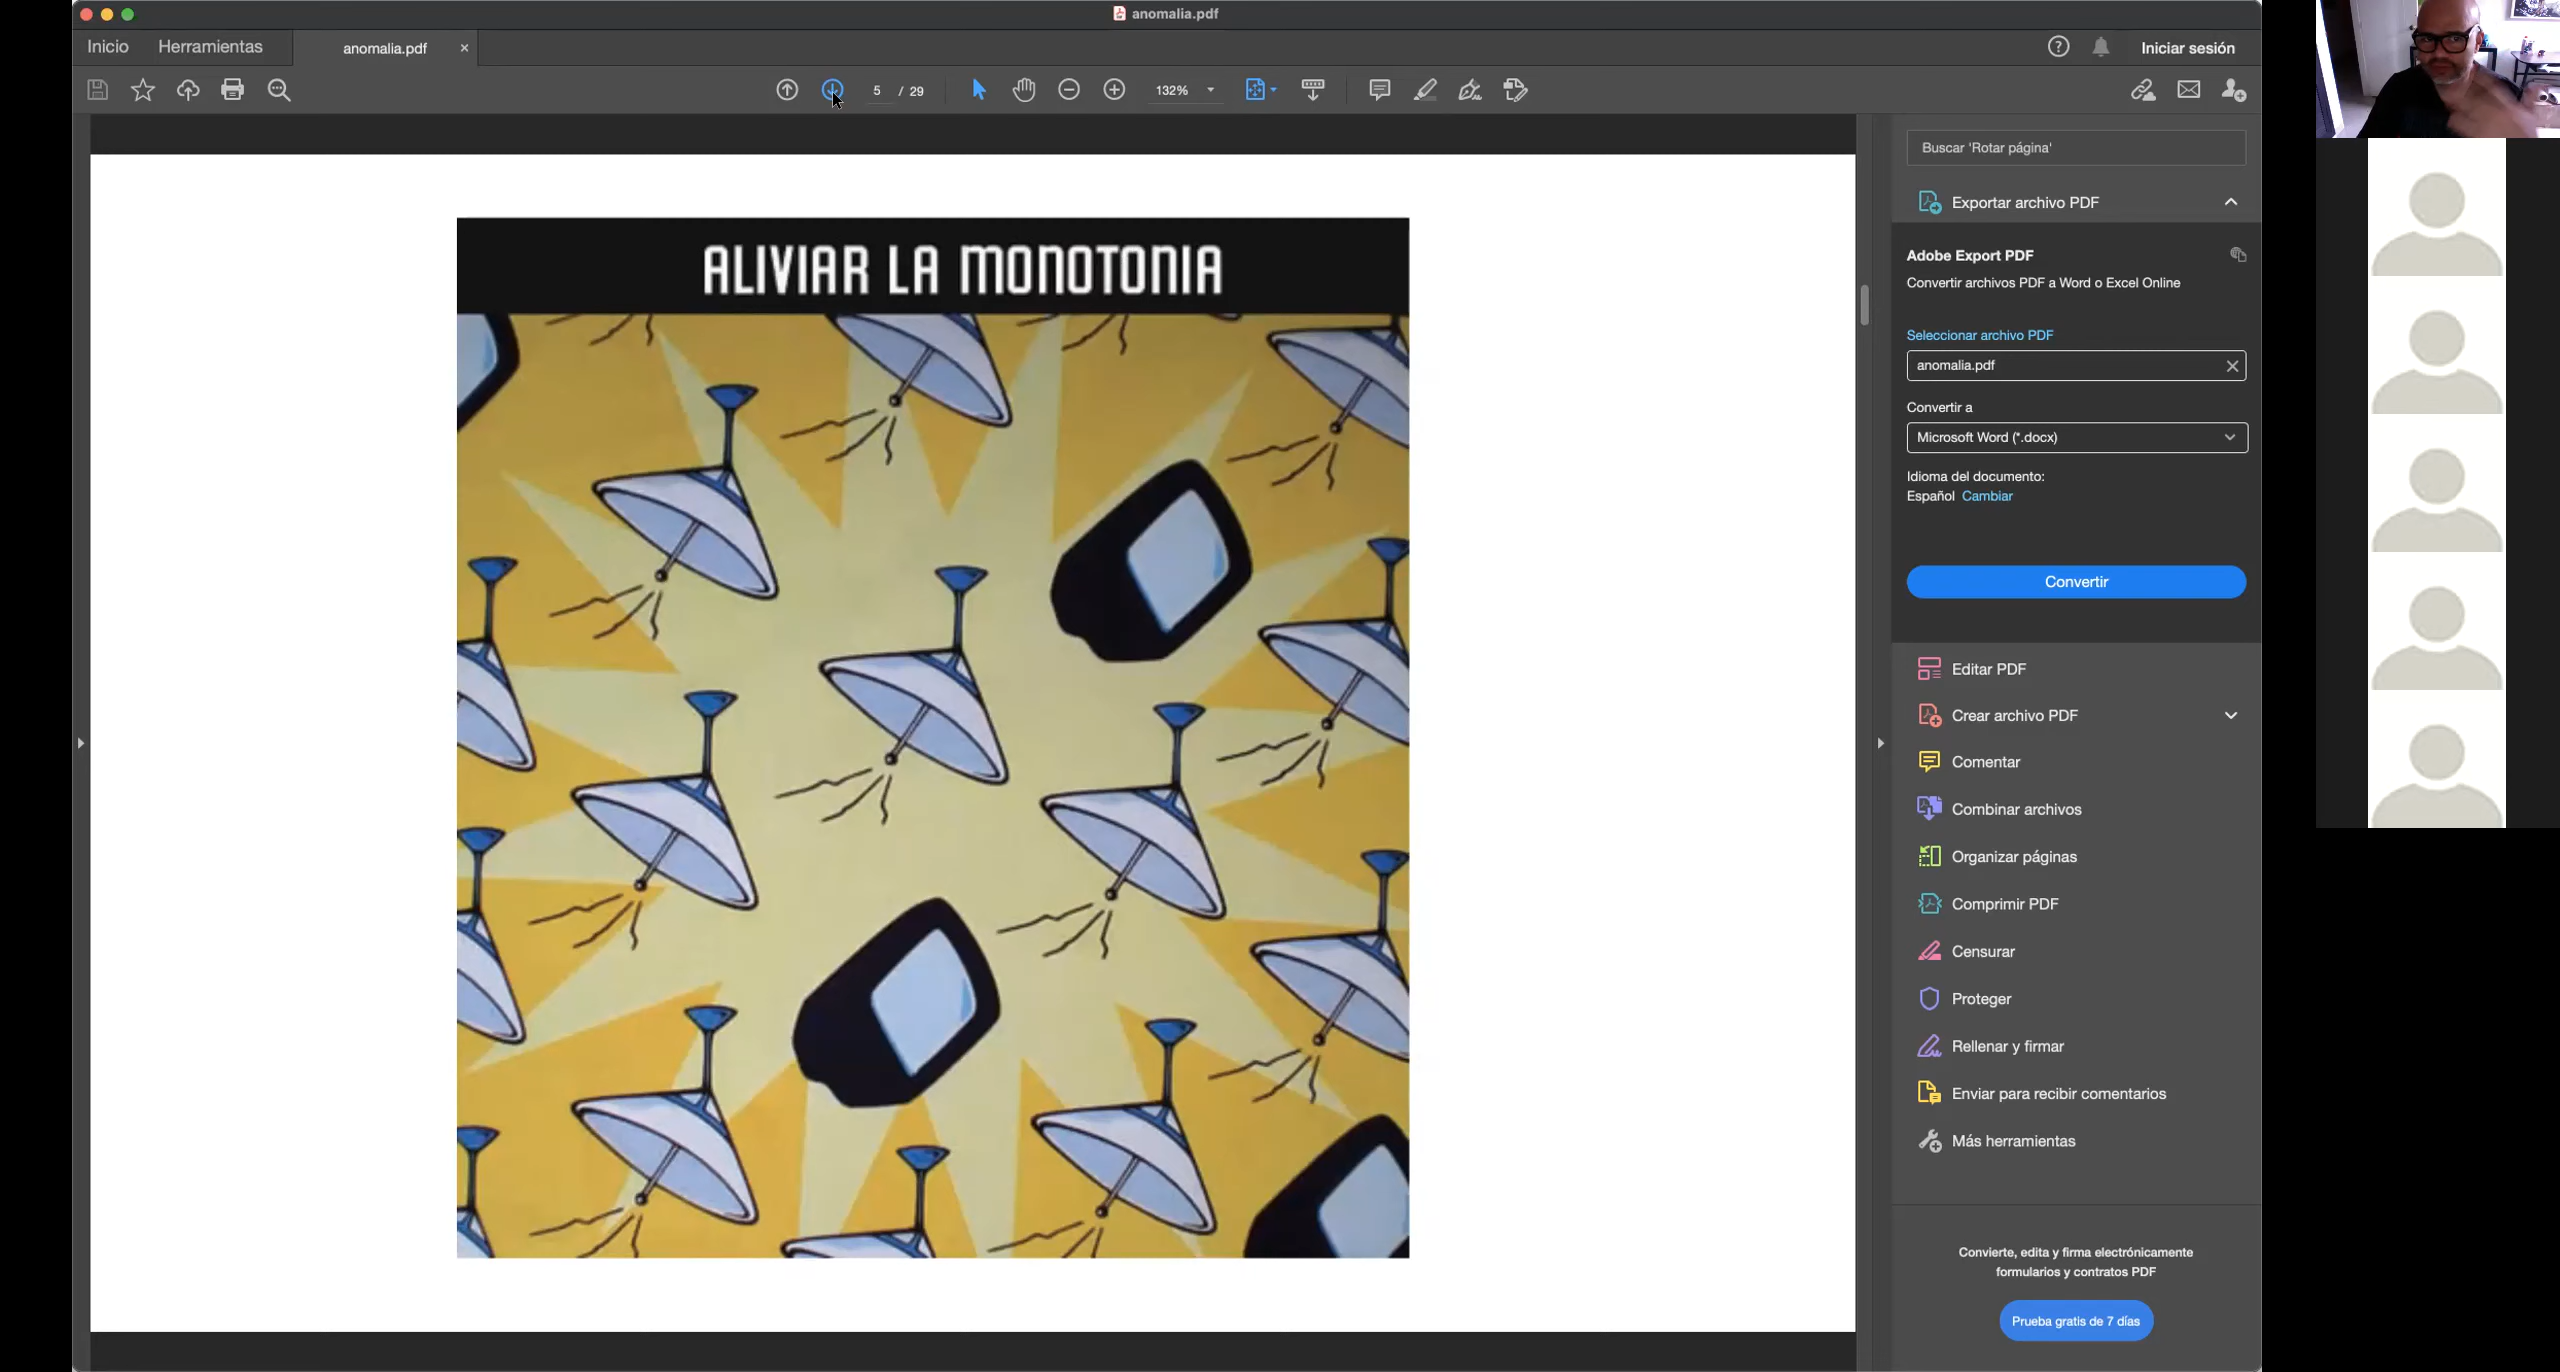 anomalia.pdf
Inicio
Herramientas
anomalia.pdf
Iniciar sesión
5 / 29
132%
ALIVIAR LA MONOTONIA
Buscar 'Rotar página'
Exportar archivo PDF
Adobe Export PDF
Convertir archivos PDF a Word o Excel Online
Seleccionar archivo PDF
anomalia.pdf
Convertir a
Microsoft Word (*.docx)
Idioma del documento:
Español Cambiar
Convertir
Editar PDF
Crear archivo PDF
Comentar
Combinar archivos
Organizar páginas
Comprimir PDF
Censurar
Proteger
Rellenar y firmar
Enviar para recibir comentarios
Más herramientas
Convierte, edita y firma electrónicamente
formularios y contratos PDF
Prueba gratis de 7 días